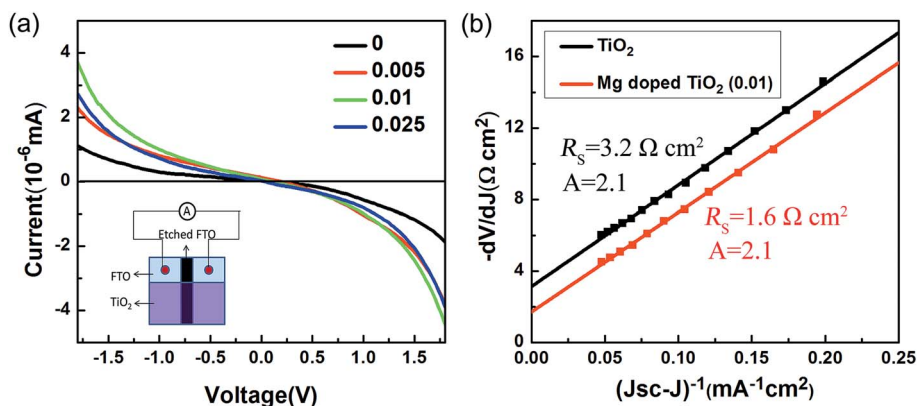 (a)
0
0.005
0.01
0.025
4
2
0
-2
-4
Current(10⁻⁶mA)
A
Etched FTO
FTO
TiO₂
-1.5 -1.0 -0.5 0.0 0.5 1.0 1.5
Voltage(V)
(b)
TiO₂
Mg doped TiO₂ (0.01)
16
12
8
4
0
-dV/dJ(Ω cm²)
R_S=3.2 Ω cm²
A=2.1
R_S=1.6 Ω cm²
A=2.1
0.00 0.05 0.10 0.15 0.20 0.25
(Jsc-J)⁻¹(mA⁻¹cm²)